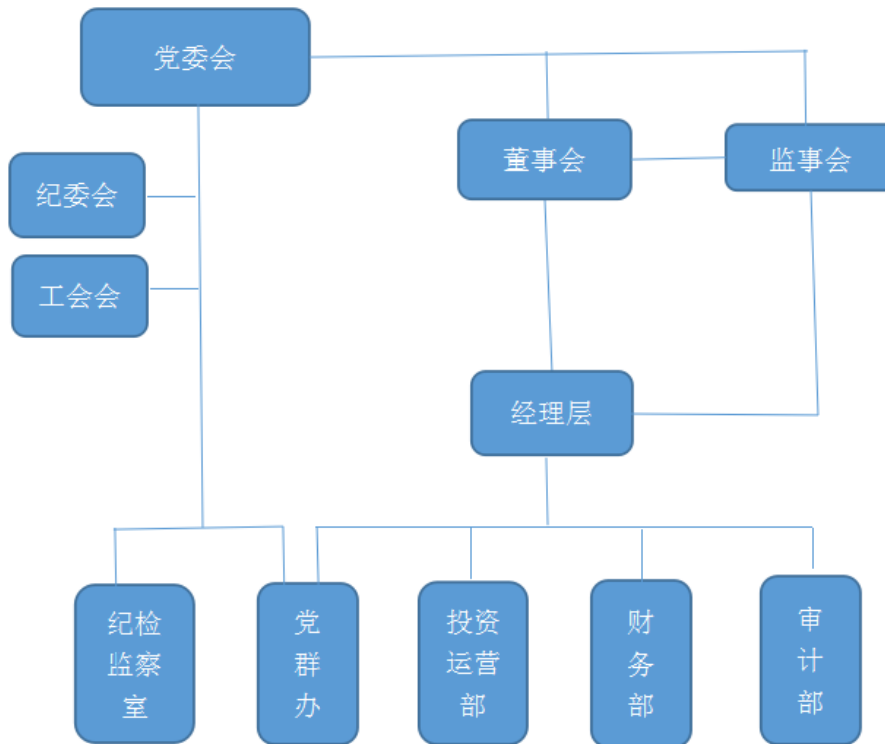 党委会
董事会
监事会
纪委会
工会会
经理层
纪检
监察
室
党
群
办
投资
运营
部
财
务
部
审
计
部